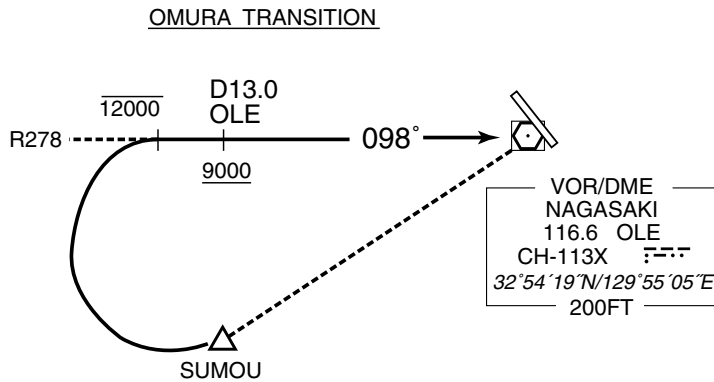 OMURA TRANSITION
D13.0
OLE
12000
R278
098°
9000
VOR/DME
NAGASAKI
116.6 OLE
CH-113X
32°54´19˝N/129°55´05˝E
200FT
SUMOU